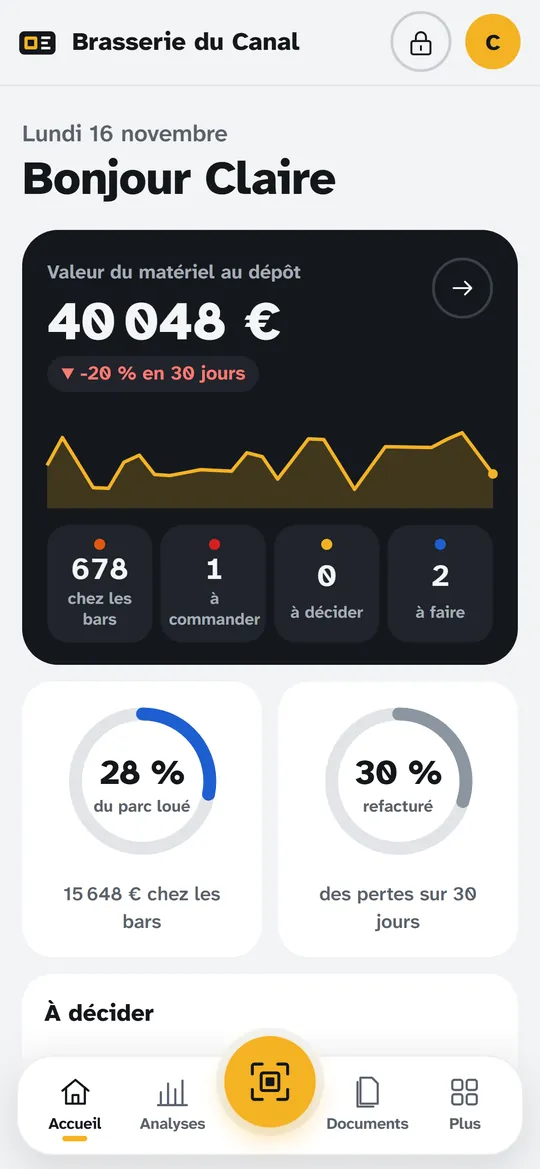 Brasserie du Canal
C
Lundi 16 novembre
Bonjour Claire
Valeur du matériel au dépôt
40 048 €
▼ -20 % en 30 jours
678
chez les
bars
1
à
commander
0
à décider
2
à faire
28 %
du parc loué
15 648 € chez les
bars
30 %
refacturé
des pertes sur 30
jours
À décider
Accueil
Analyses
Documents
Plus